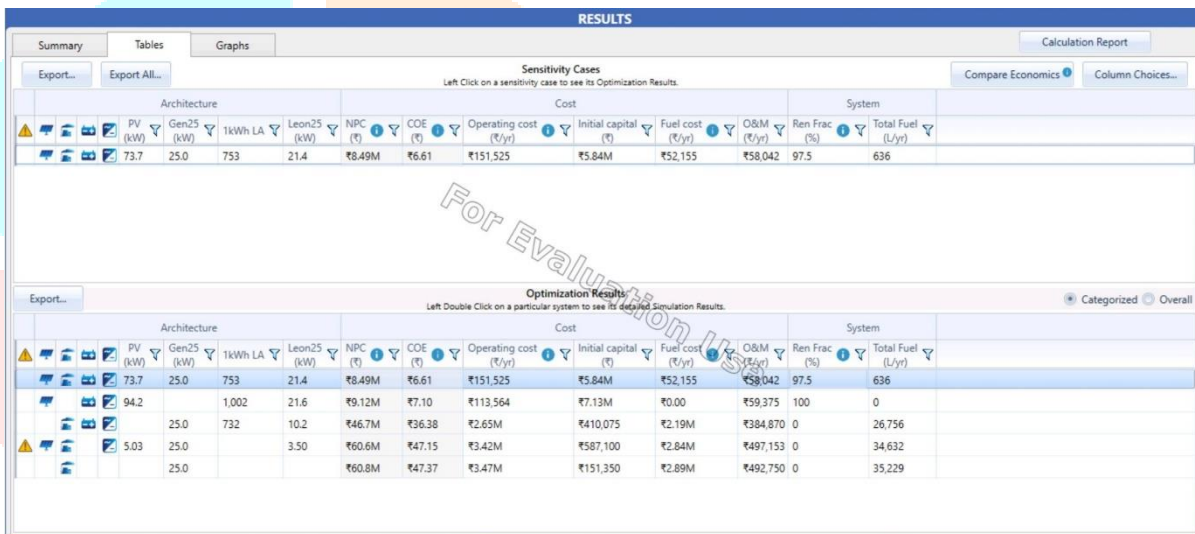 RESULTS
Summary Tables Graphs Calculation Report
Export... Export All... Sensitivity Cases Compare Economics Column Choices...
Left Click on a sensitivity case to see its Optimization Results.
Architecture Cost System
PV (kW) Gen25 (kW) 1kWh LA Leon25 (kW) NPC (₹) COE (₹) Operating cost (₹/yr) Initial capital (₹) Fuel cost (₹/yr) O&M (₹/yr) Ren Frac (%) Total Fuel (L/yr)
73.7 25.0 753 21.4 ₹8.49M ₹6.61 ₹151,525 ₹5.84M ₹52,155 ₹58,042 97.5 636
For Evaluation Use
Export... Optimization Results Categorized Overall
Left Double Click on a particular system to see its detailed Simulation Results.
Architecture Cost System
PV (kW) Gen25 (kW) 1kWh LA Leon25 (kW) NPC (₹) COE (₹) Operating cost (₹/yr) Initial capital (₹) Fuel cost (₹/yr) O&M (₹/yr) Ren Frac (%) Total Fuel (L/yr)
73.7 25.0 753 21.4 ₹8.49M ₹6.61 ₹151,525 ₹5.84M ₹52,155 ₹58,042 97.5 636
94.2 1,002 21.6 ₹9.12M ₹7.10 ₹113,564 ₹7.13M ₹0.00 ₹59,375 100 0
25.0 732 10.2 ₹46.7M ₹36.38 ₹2.65M ₹410,075 ₹2.19M ₹384,870 0 26,756
5.03 25.0 3.50 ₹60.6M ₹47.15 ₹3.42M ₹587,100 ₹2.84M ₹497,153 0 34,632
25.0 ₹60.8M ₹47.37 ₹3.47M ₹151,350 ₹2.89M ₹492,750 0 35,229